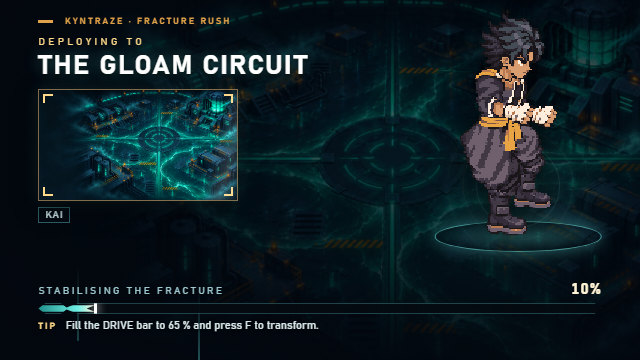 KYNTRAZE · FRACTURE RUSH
DEPLOYING TO
THE GLOAM CIRCUIT
KAI
STABILISING THE FRACTURE
10%
TIP Fill the DRIVE bar to 65 % and press F to transform.